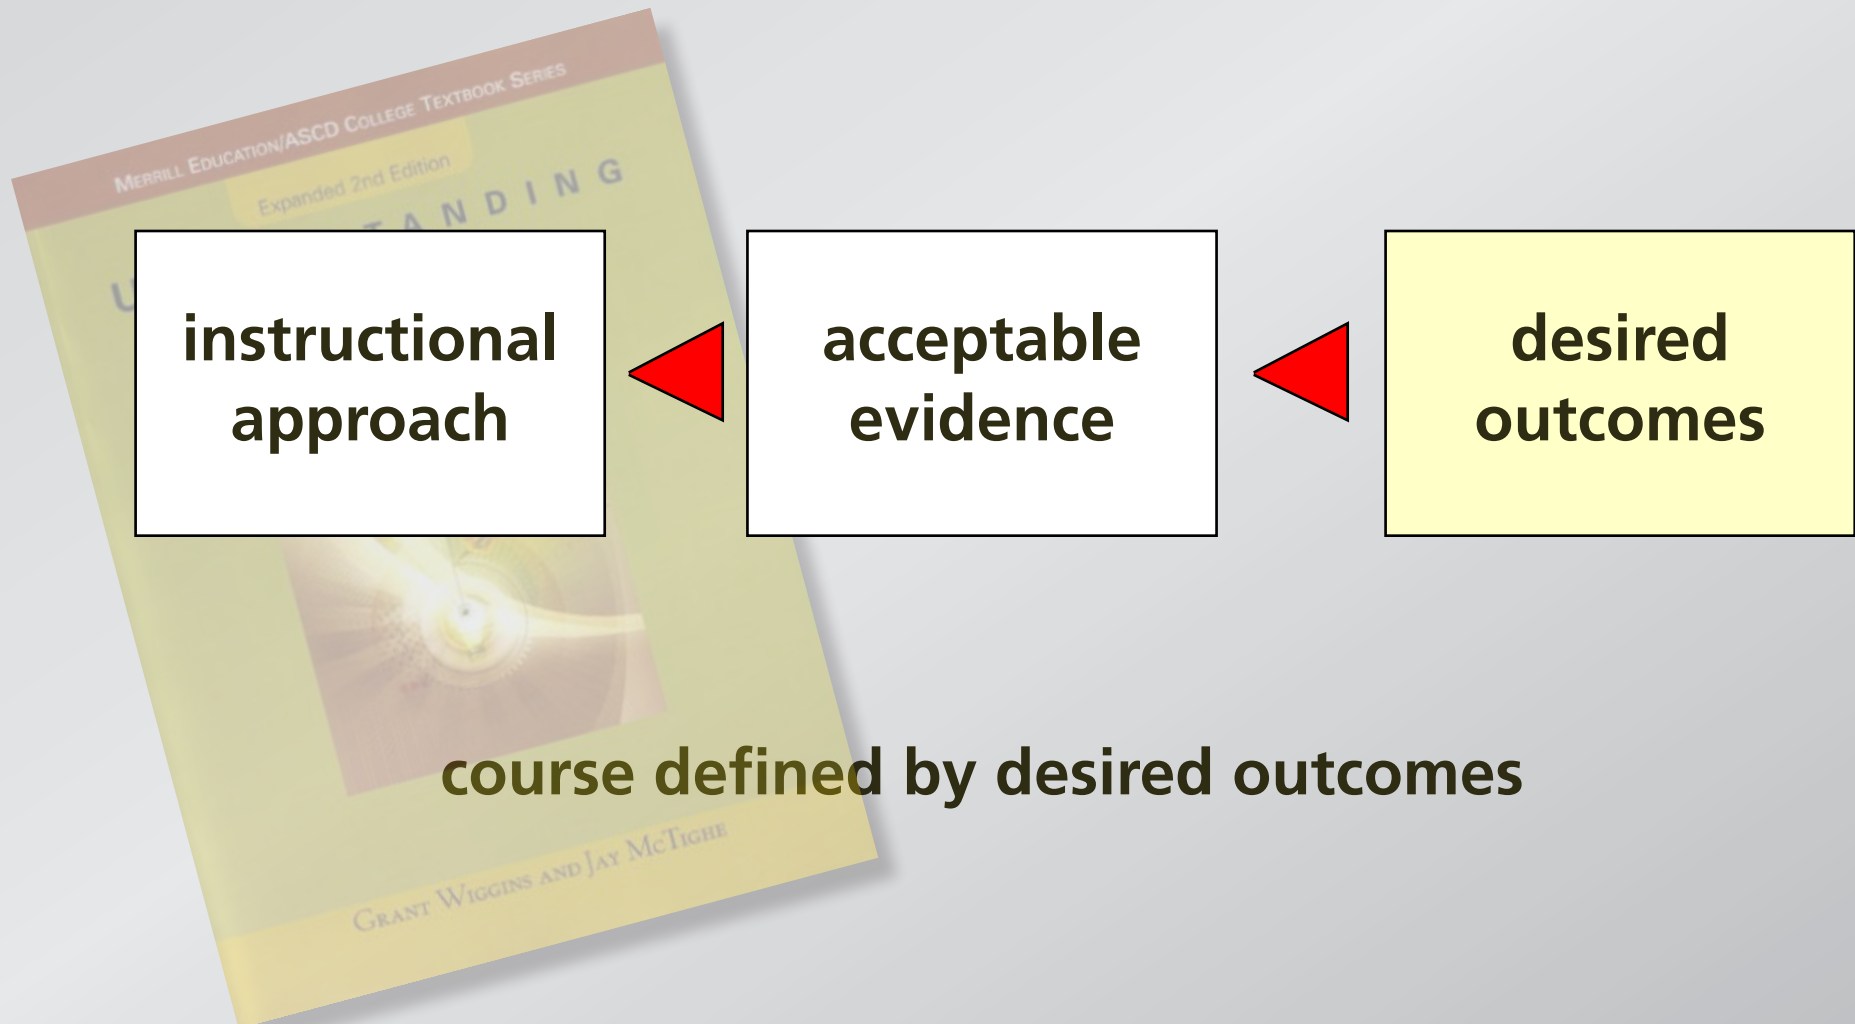 MERRILL EDUCATION/ASCD COLLEGE TEXTBOOK SERIES
Expanded 2nd Edition
instructional
approach
acceptable
evidence
desired
outcomes
course defined by desired outcomes
GRANT WIGGINS AND JAY MCTIGHE